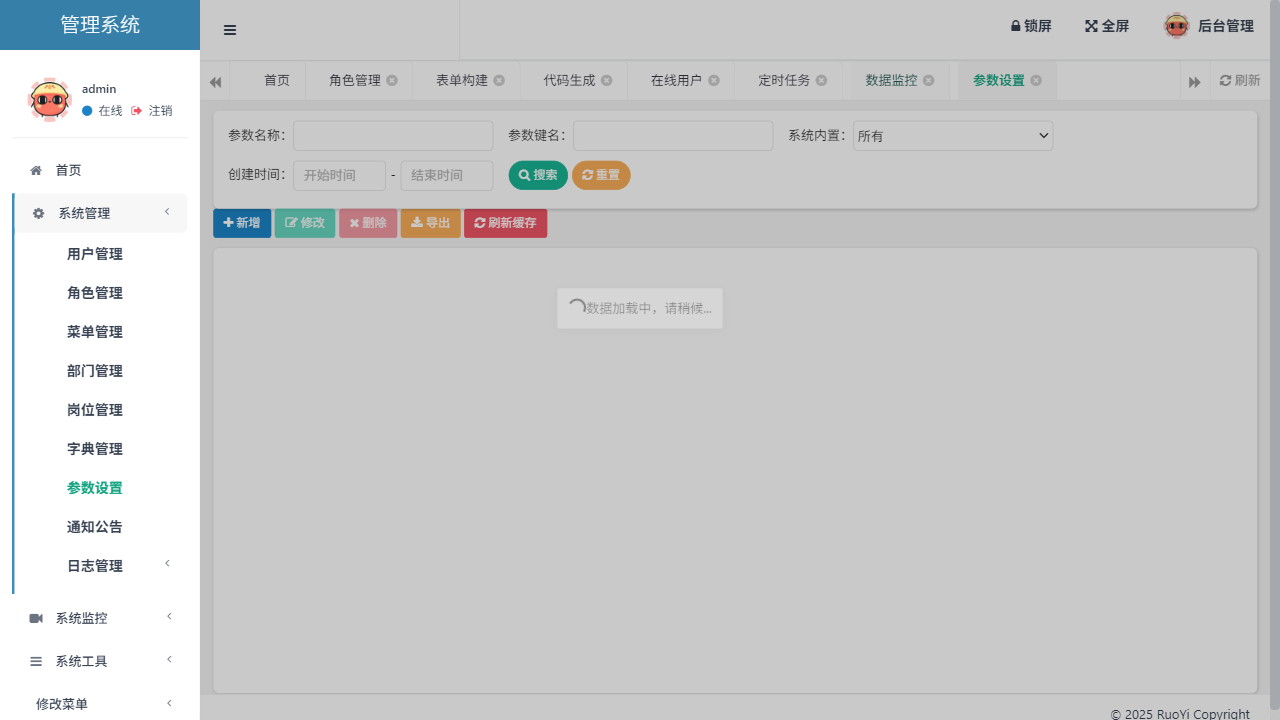 管理系统
锁屏
全屏
后台管理
admin
在线 注销
首页 角色管理 表单构建 代码生成 在线用户 定时任务 数据监控 参数设置 刷新
参数名称： 参数键名： 系统内置： 所有
创建时间： 开始时间 - 结束时间 搜索 重置
新增 修改 删除 导出 刷新缓存
数据加载中，请稍候...
首页
系统管理
用户管理
角色管理
菜单管理
部门管理
岗位管理
字典管理
参数设置
通知公告
日志管理
系统监控
系统工具
修改菜单
© 2025 RuoYi Copyright